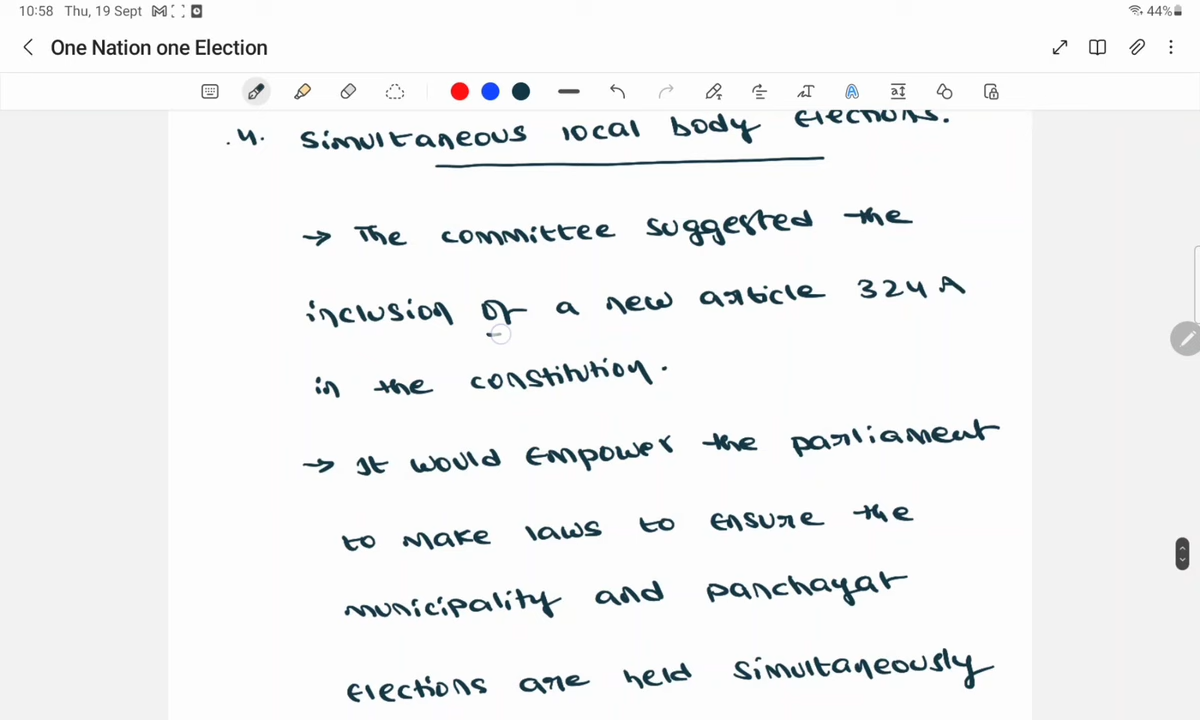 10:58 Thu, 19 Sept
44%
One Nation one Election
.4. Simultaneous local body Elections.
→ The committee suggested the
inclusion of a new article 324A
in the constitution.
→ It would Empower the parliament
to make laws to ensure the
municipality and panchayat
Elections are held simultaneously